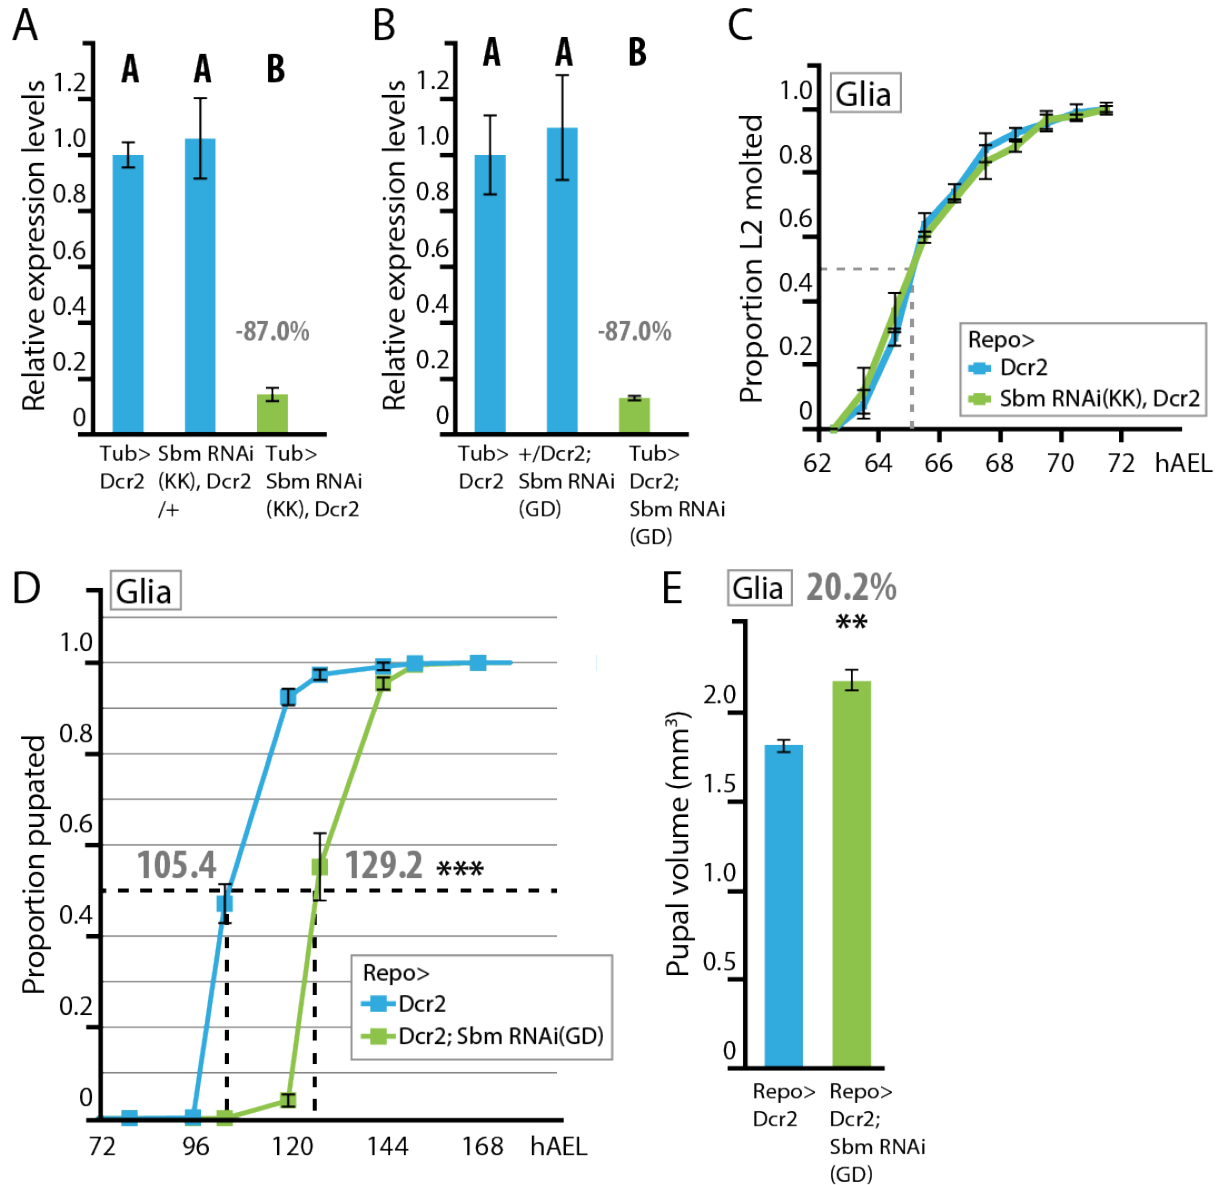 A
Relative expression levels
1.2
1.0
0.8
0.6
0.4
0.2
0
A
A
B
-87.0%
Tub>
Dcr2
Sbm RNAi
(KK), Dcr2
/+
Tub>
Sbm RNAi
(KK), Dcr2
B
Relative expression levels
1.2
1.0
0.8
0.6
0.4
0.2
0
A
A
B
-87.0%
Tub>
Dcr2
+/Dcr2;
Sbm RNAi
(GD)
Tub>
Dcr2;
Sbm RNAi
(GD)
C
Glia
Proportion L2 molted
1.0
0.8
0.6
0.4
0.2
0
Repo>
Dcr2
Sbm RNAi(KK), Dcr2
62 64 66 68 70 72 hAEL
D
Glia
Proportion pupated
1.0
0.8
0.6
0.4
0.2
0
105.4
129.2 ***
Repo>
Dcr2
Dcr2; Sbm RNAi(GD)
72 96 120 144 168 hAEL
E
Glia 20.2%
**
Pupal volume (mm³)
2.0
1.5
1.0
0.5
0
Repo>
Dcr2
Repo>
Dcr2;
Sbm RNAi
(GD)